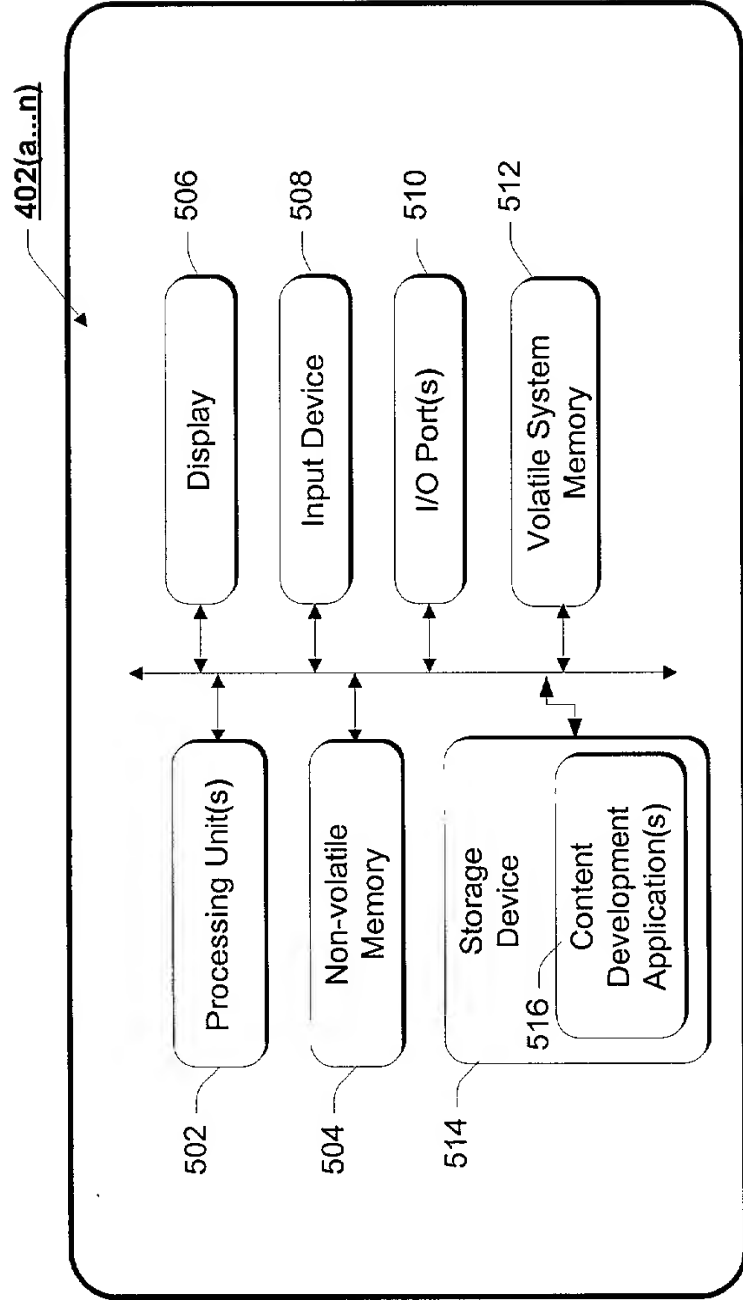 402(a...n)
502
Processing Unit(s)
504
Non-volatile
Memory
514
Storage
Device
516
Content
Development
Application(s)
Display
506
Input Device
508
I/O Port(s)
510
Volatile System
Memory
512